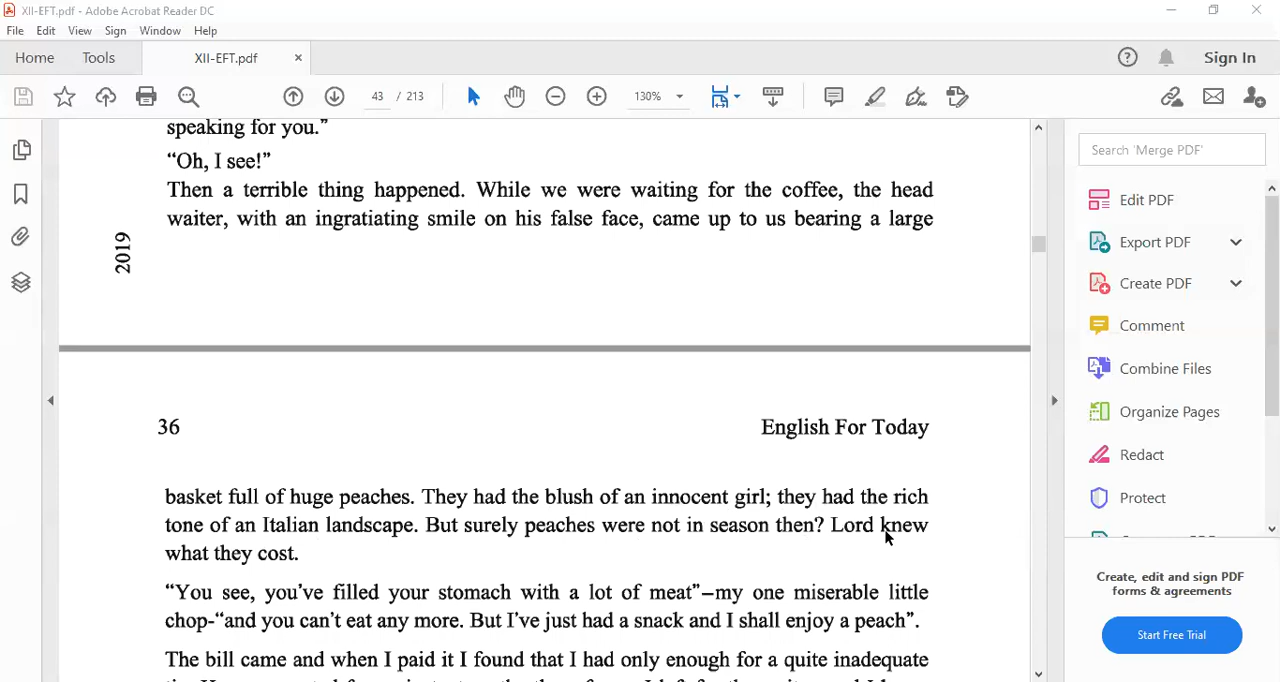 XII-EFT.pdf - Adobe Acrobat Reader DC
File Edit View Sign Window Help
Home Tools XII-EFT.pdf × Sign In
43 / 213 130%
speaking for you.”
“Oh, I see!”
Then a terrible thing happened. While we were waiting for the coffee, the head
waiter, with an ingratiating smile on his false face, came up to us bearing a large
2019
36 English For Today
basket full of huge peaches. They had the blush of an innocent girl; they had the rich
tone of an Italian landscape. But surely peaches were not in season then? Lord knew
what they cost.
“You see, you’ve filled your stomach with a lot of meat”–my one miserable little
chop-“and you can’t eat any more. But I’ve just had a snack and I shall enjoy a peach”.
The bill came and when I paid it I found that I had only enough for a quite inadequate
Search 'Merge PDF'
Edit PDF
Export PDF
Create PDF
Comment
Combine Files
Organize Pages
Redact
Protect
Create, edit and sign PDF
forms & agreements
Start Free Trial